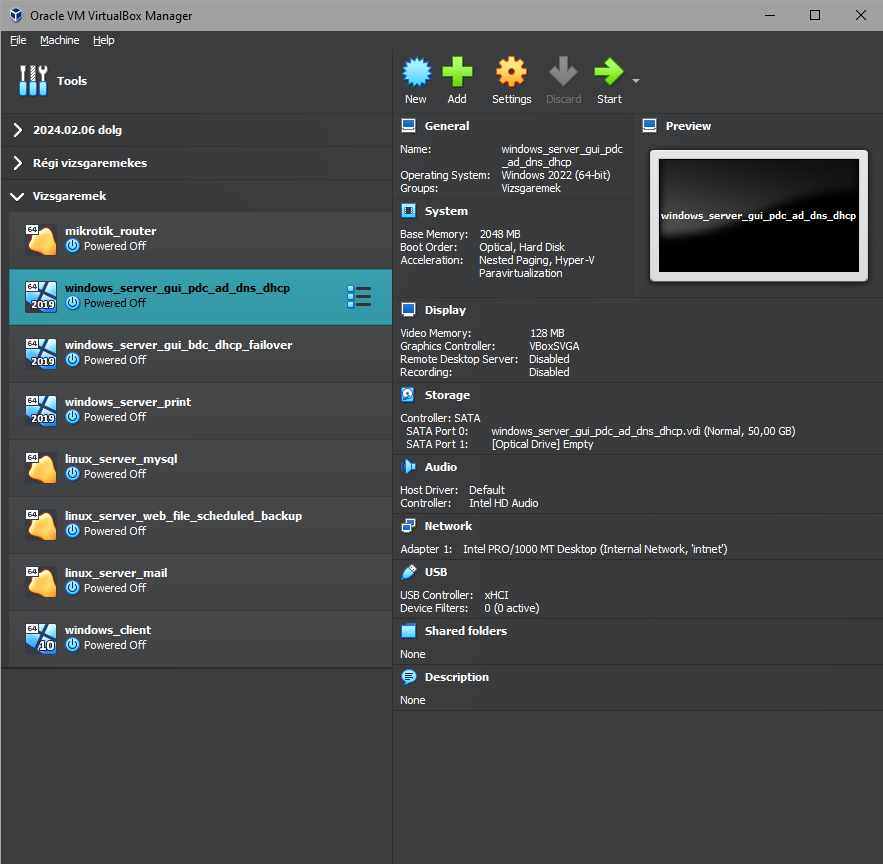 Oracle VM VirtualBox Manager
File Machine Help
Tools
2024.02.06 dolg
Régi vizsgaremekes
Vizsgaremek
64
mikrotik_router
Powered Off
64
2019
windows_server_gui_pdc_ad_dns_dhcp
Powered Off
64
2019
windows_server_gui_bdc_dhcp_failover
Powered Off
64
2019
windows_server_print
Powered Off
64
linux_server_mysql
Powered Off
64
linux_server_web_file_scheduled_backup
Powered Off
64
linux_server_mail
Powered Off
64
10
windows_client
Powered Off
New Add Settings Discard Start
General
Name: windows_server_gui_pdc
_ad_dns_dhcp
Operating System: Windows 2022 (64-bit)
Groups: Vizsgaremek
Preview
windows_server_gui_pdc_ad_dns_dhcp
System
Base Memory: 2048 MB
Boot Order: Optical, Hard Disk
Acceleration: Nested Paging, Hyper-V
Paravirtualization
Display
Video Memory: 128 MB
Graphics Controller: VBoxSVGA
Remote Desktop Server: Disabled
Recording: Disabled
Storage
Controller: SATA
SATA Port 0: windows_server_gui_pdc_ad_dns_dhcp.vdi (Normal, 50,00 GB)
SATA Port 1: [Optical Drive] Empty
Audio
Host Driver: Default
Controller: Intel HD Audio
Network
Adapter 1: Intel PRO/1000 MT Desktop (Internal Network, 'intnet')
USB
USB Controller: xHCI
Device Filters: 0 (0 active)
Shared folders
None
Description
None